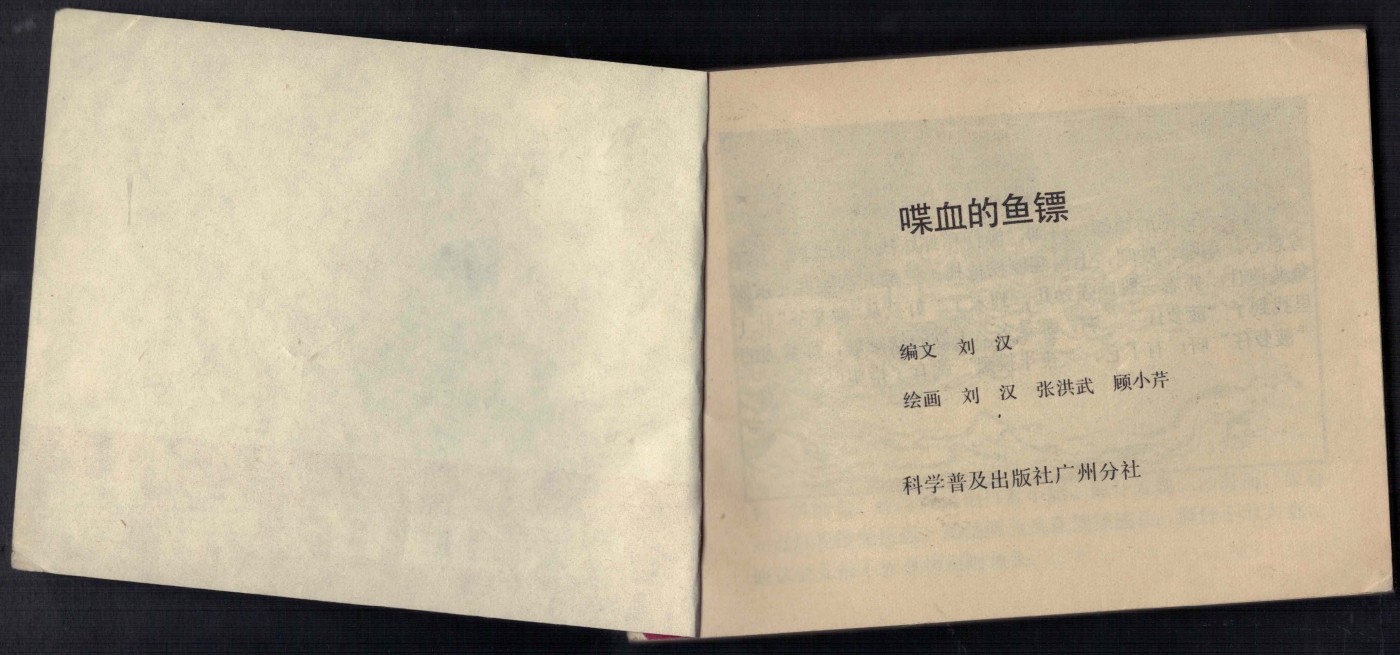 喋血的鱼镖
编文 刘 汉
绘画 刘 汉 张洪武 顾小芹
科学普及出版社广州分社